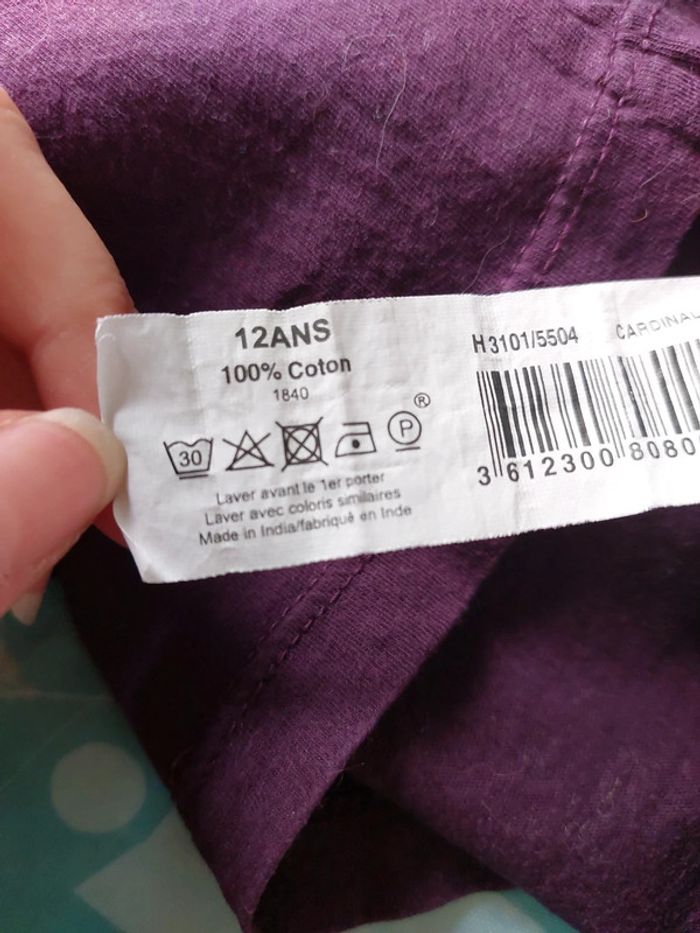 12ANS
100% Coton
1840
30 P ®
Laver avant le 1er porter
Laver avec coloris similaires
Made in India/fabriqué en Inde
H3101/5504 CARDINAL
3 612300 8080